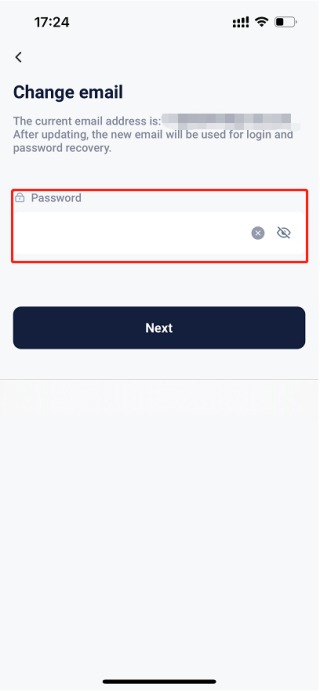 17:24
Change email
The current email address is:
After updating, the new email will be used for login and
password recovery.
Password
Next